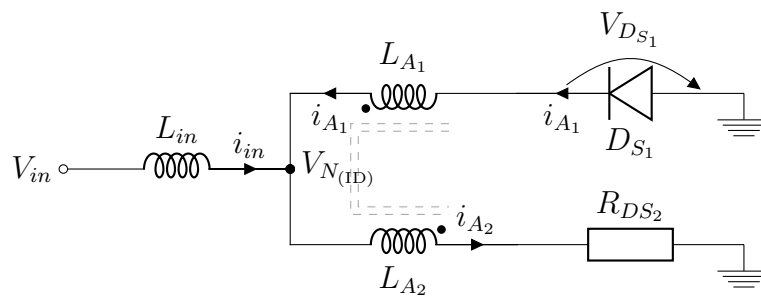 V_{D_{S_1}}
L_{A_1}
i_{A_1}
i_{A_1}
D_{S_1}
L_{in}
i_{in}
V_{in}
V_{N_{(ID)}}
i_{A_2}
R_{DS_2}
L_{A_2}